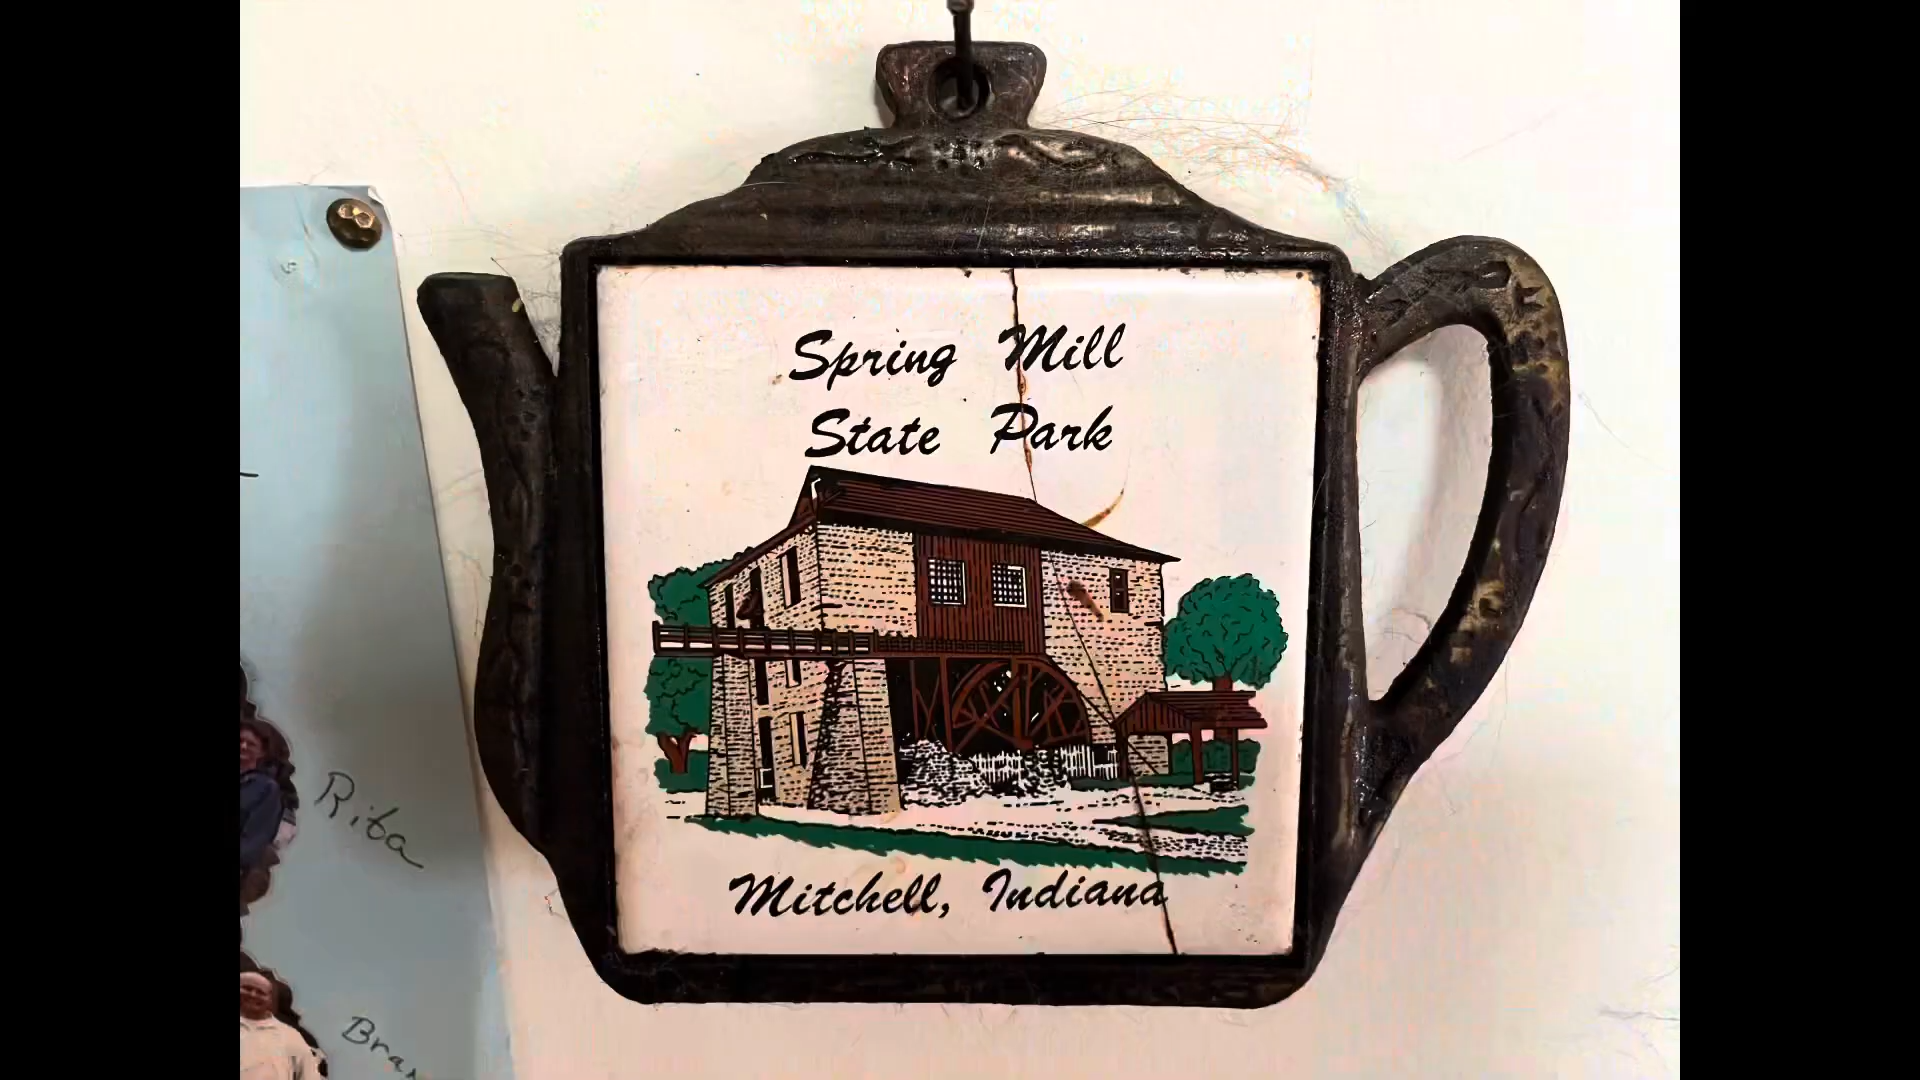 Spring Mill
State Park
Mitchell, Indiana
Rita